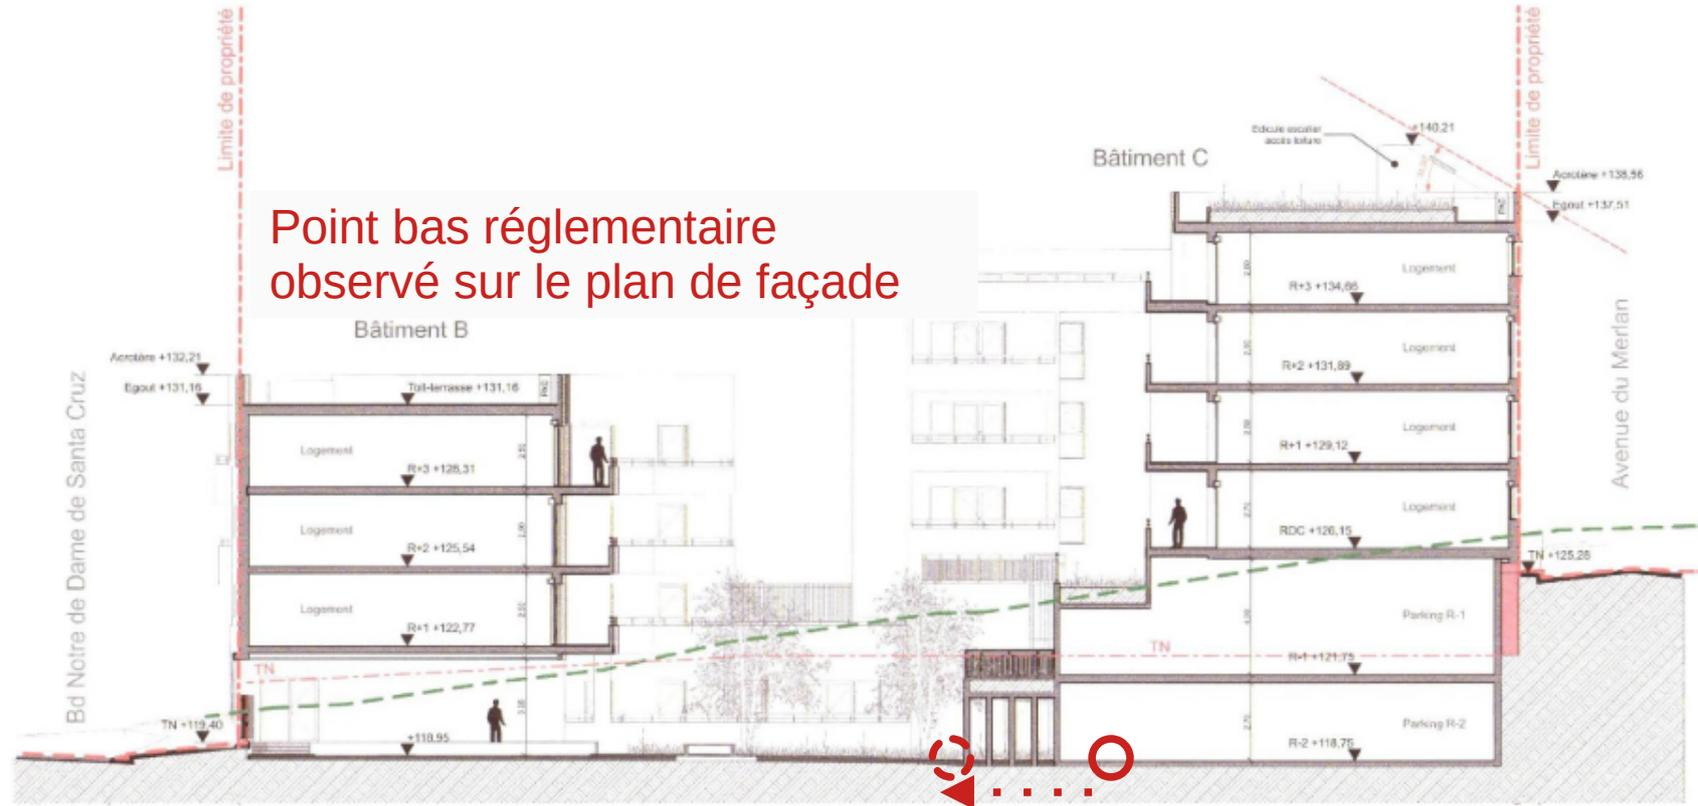 Limite de propriété
Limite de propriété
+140,21
Edicule escalier
accès toiture
Bâtiment C
Acrotère +138,56
Egout +137,51
Point bas réglementaire
observé sur le plan de façade
Logement
R+3 +134,66
Bâtiment B
Logement
R+2 +131,89
Acrotère +132,21
Egout +131,16
Toit-terrasse +131,16
Avenue du Merlan
Bd Notre de Dame de Santa Cruz
Logement
R+1 +129,12
Logement
R+3 +128,31
Logement
RDC +126,15
Logement
R+2 +125,54
TN +125,28
Logement
R+1 +122,77
Parking R-1
TN
TN
R-1 +121,75
TN +119,40
+118,95
Parking R-2
R-2 +118,75